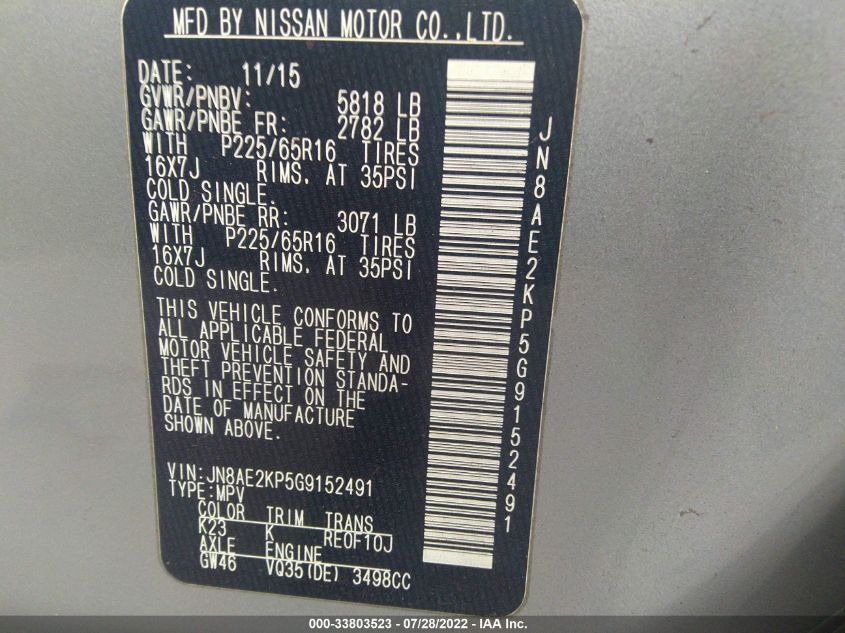 MFD BY NISSAN MOTOR CO.,LTD.
DATE: 11/15
GVWR/PNBV: 5818 LB
GAWR/PNBE FR: 2782 LB
WITH P225/65R16 TIRES
16X7J RIMS. AT 35PSI
COLD SINGLE.
GAWR/PNBE RR: 3071 LB
WITH P225/65R16 TIRES
16X7J RIMS. AT 35PSI
COLD SINGLE.
THIS VEHICLE CONFORMS TO
ALL APPLICABLE FEDERAL
MOTOR VEHICLE SAFETY AND
THEFT PREVENTION STANDA-
RDS IN EFFECT ON THE
DATE OF MANUFACTURE
SHOWN ABOVE.
VIN:JN8AE2KP5G9152491
TYPE:MPV
COLOR TRIM TRANS
K23 K RE0F10J
AXLE ENGINE
GW46 VQ35(DE) 3498CC
JN8AE2KP5G9152491
000-33803523 / 07/28/2022 - IAA Inc.